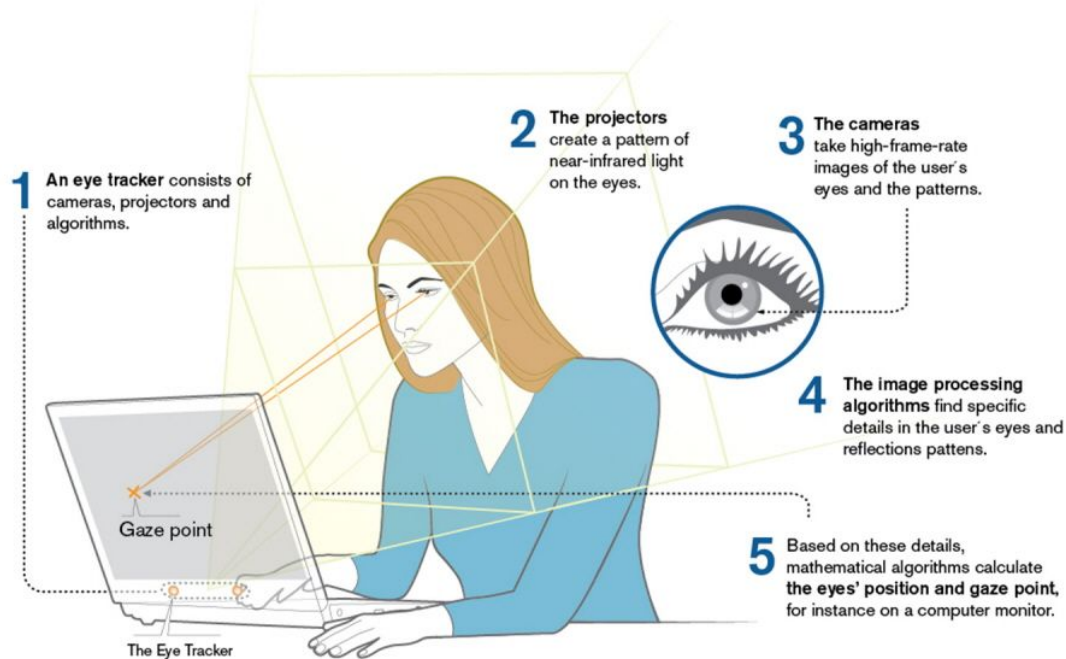 1 An eye tracker consists of
cameras, projectors and
algorithms.
2 The projectors
create a pattern of
near-infrared light
on the eyes.
3 The cameras
take high-frame-rate
images of the user´s
eyes and the patterns.
4 The image processing
algorithms find specific
details in the user´s eyes and
reflections pattens.
5 Based on these details,
mathematical algorithms calculate
the eyes’ position and gaze point,
for instance on a computer monitor.
Gaze point
The Eye Tracker